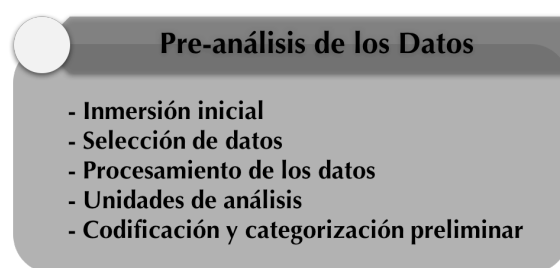 Pre-análisis de los Datos
- Inmersión inicial
- Selección de datos
- Procesamiento de los datos
- Unidades de análisis
- Codificación y categorización preliminar